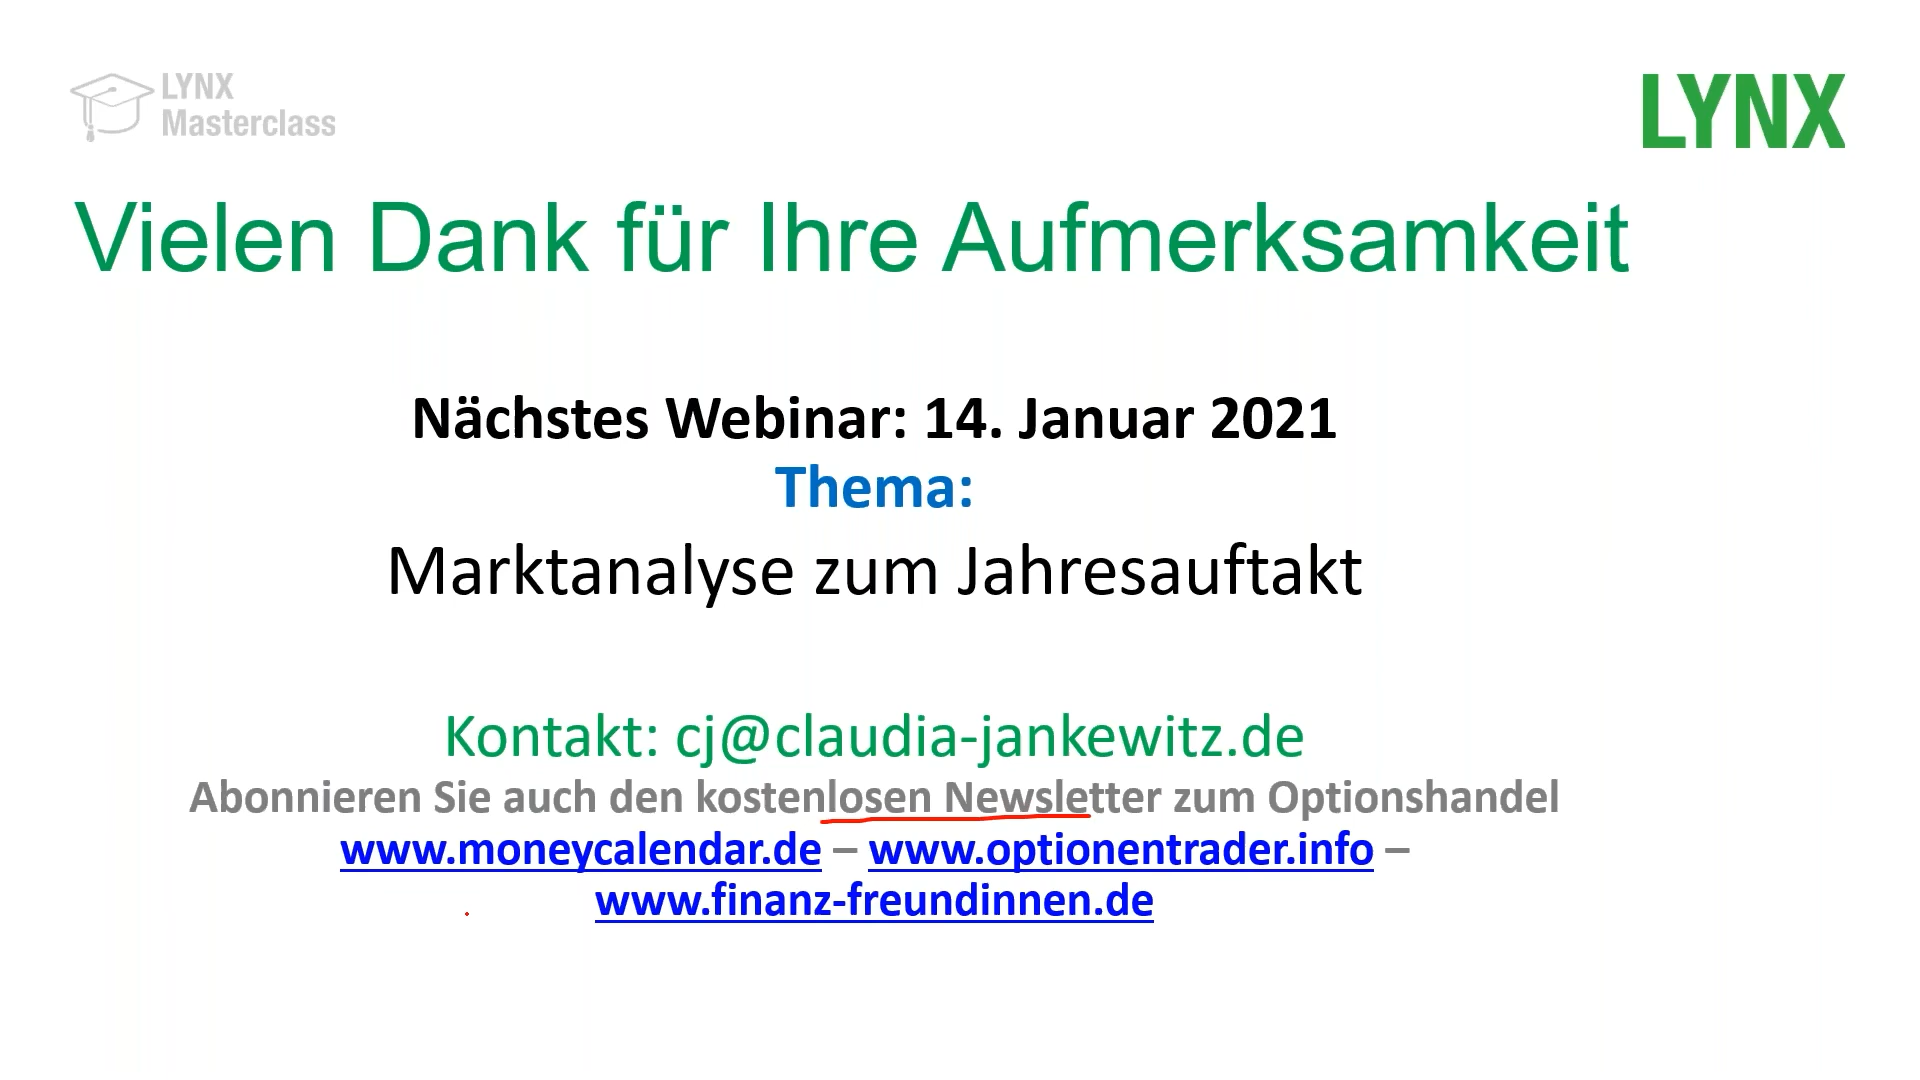 LYNX
Masterclass
LYNX
Vielen Dank für Ihre Aufmerksamkeit
Nächstes Webinar: 14. Januar 2021
Thema:
Marktanalyse zum Jahresauftakt
Kontakt: cj@claudia-jankewitz.de
Abonnieren Sie auch den kostenlosen Newsletter zum Optionshandel
www.moneycalendar.de – www.optionentrader.info –
www.finanz-freundinnen.de